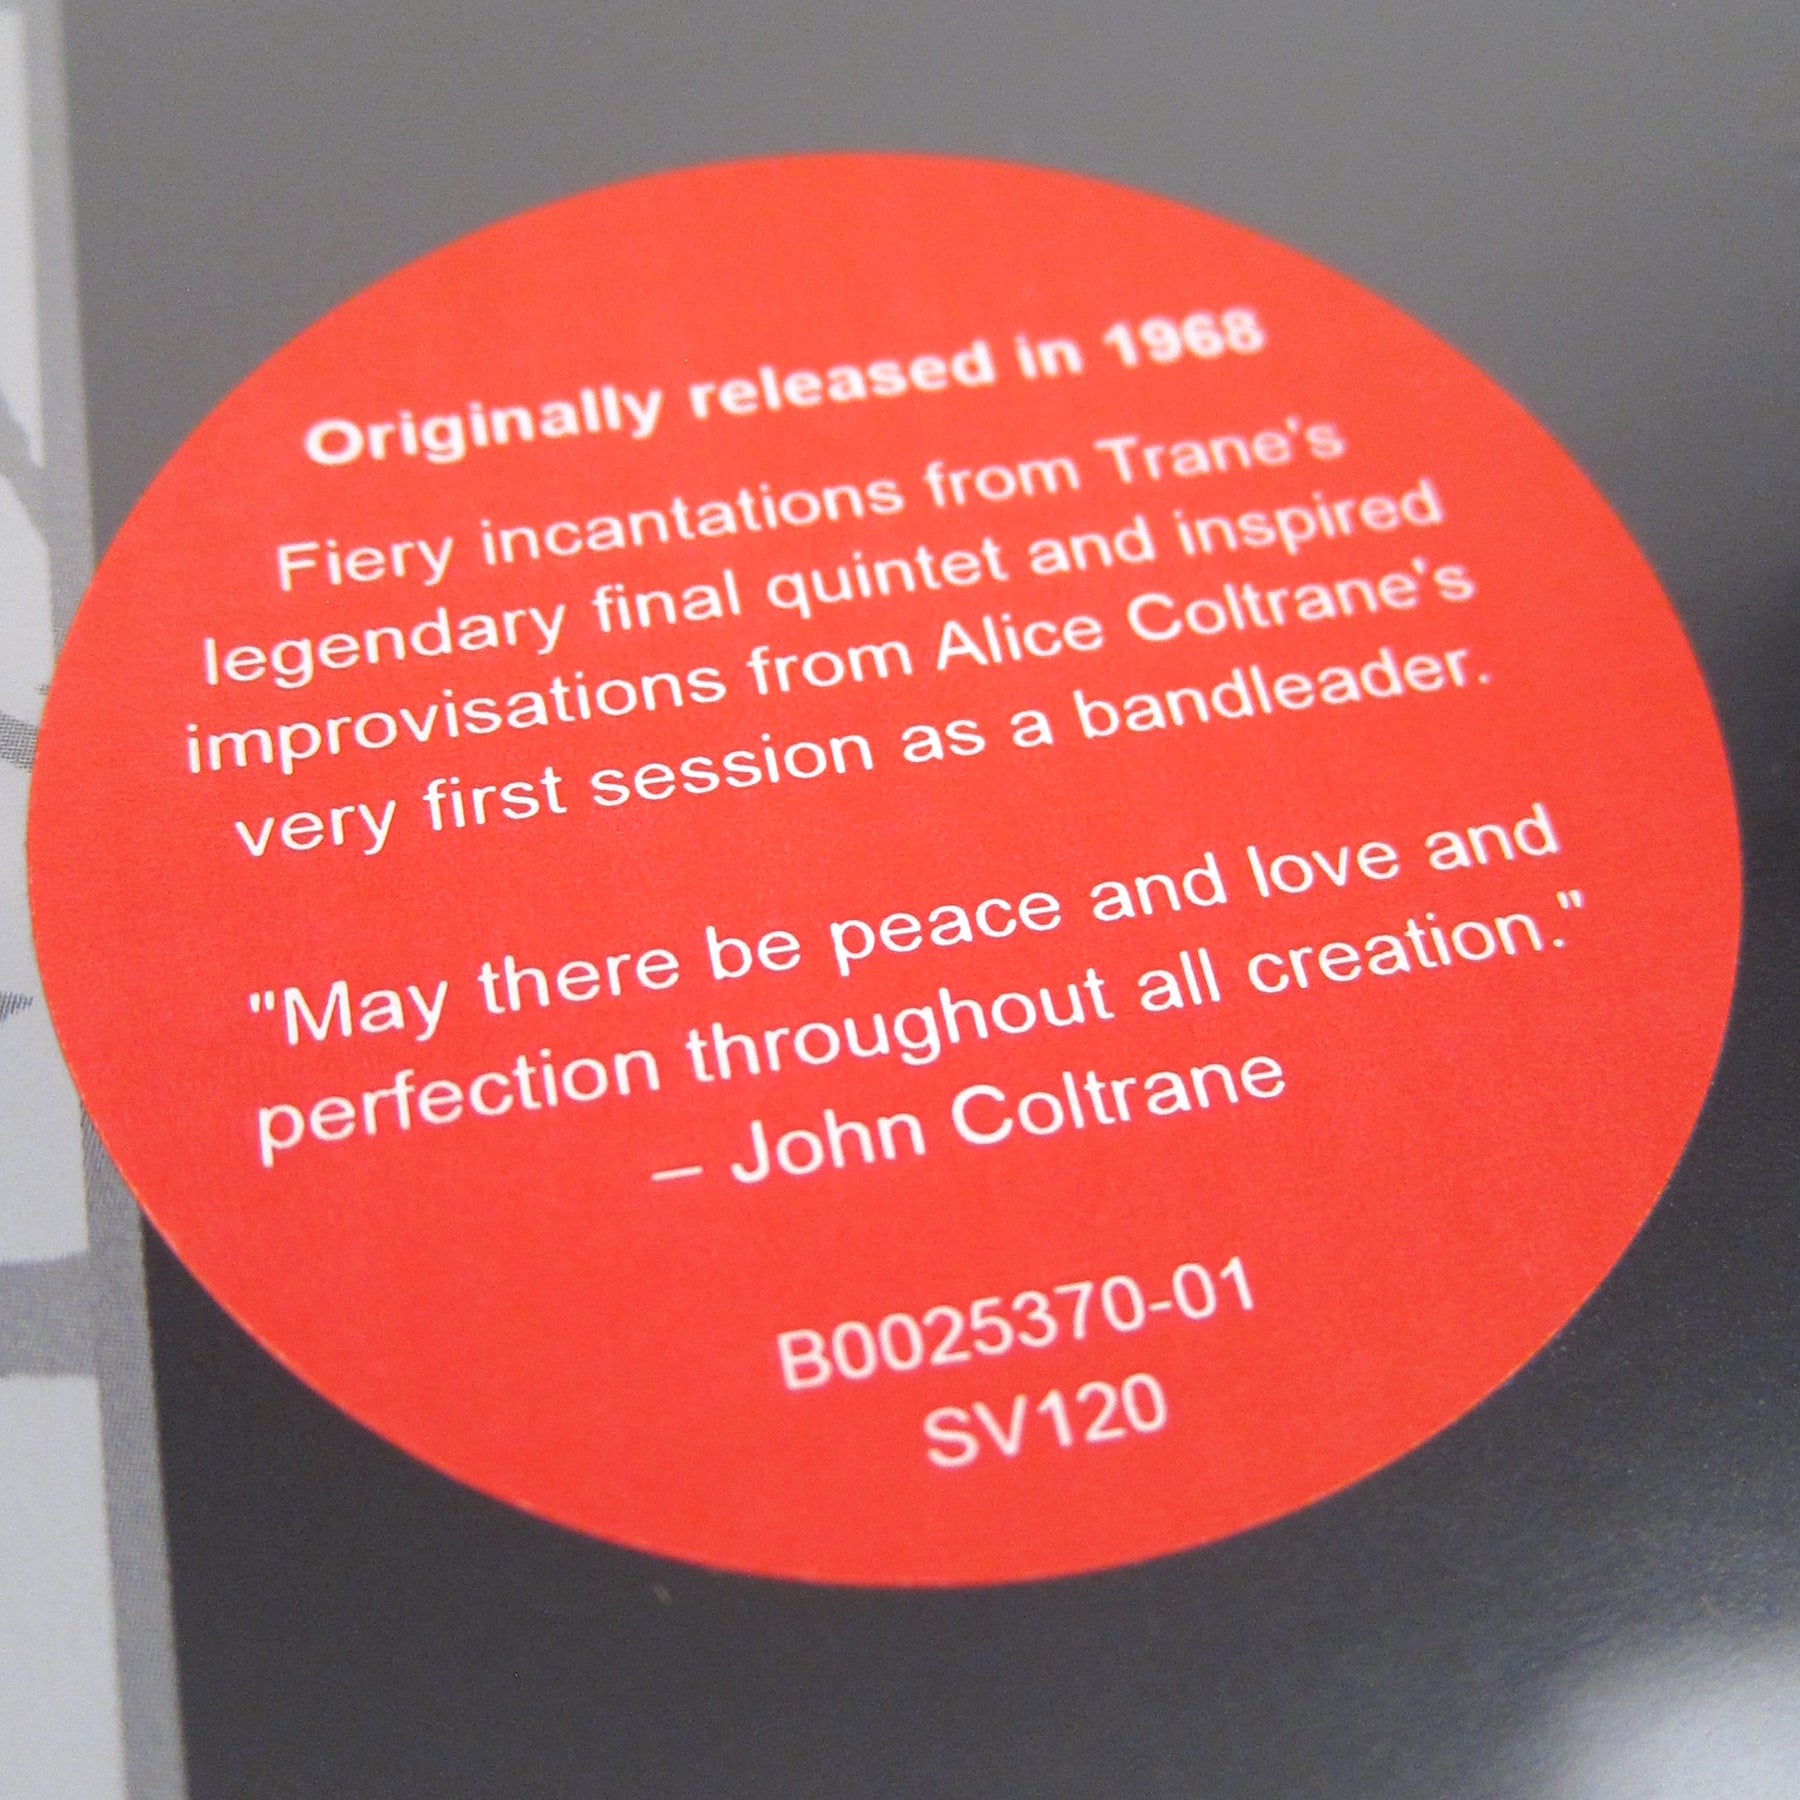 Originally released in 1968
Fiery incantations from Trane's
legendary final quintet and inspired
improvisations from Alice Coltrane's
very first session as a bandleader.
"May there be peace and love and
perfection throughout all creation."
– John Coltrane
B0025370-01
SV120